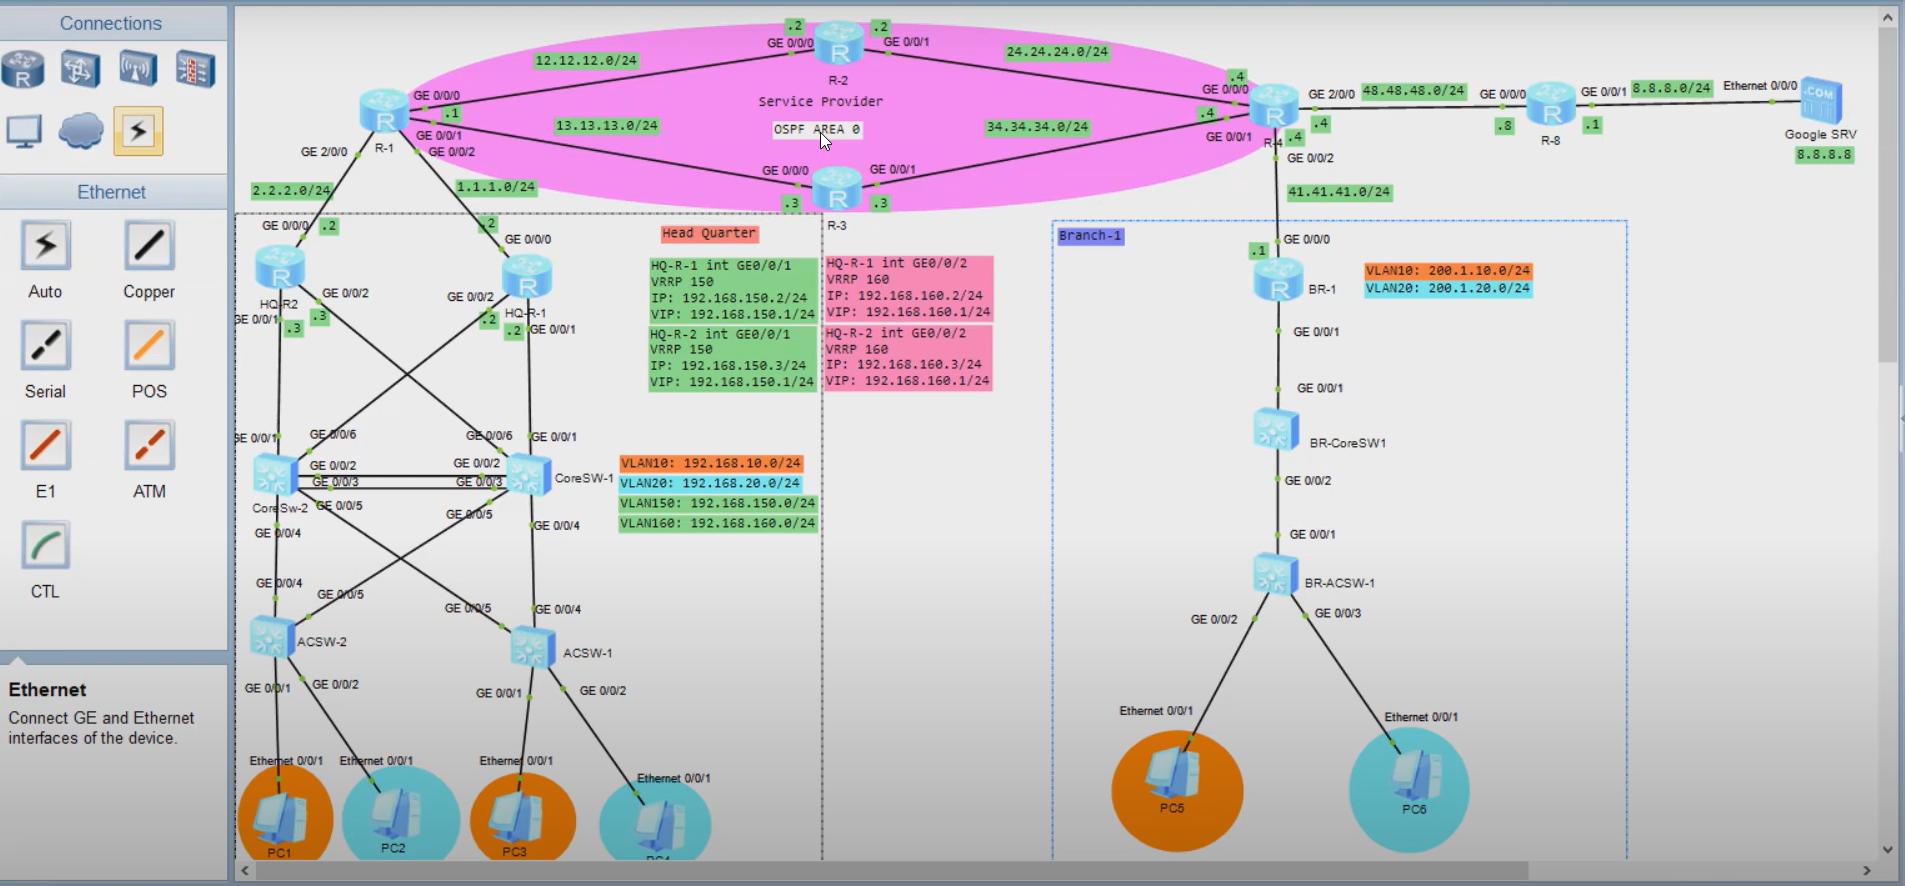 Connections
Ethernet
Auto
Copper
Serial
POS
E1
ATM
CTL
Ethernet
Connect GE and Ethernet
interfaces of the device.
.2
.2
GE 0/0/0
GE 0/0/1
12.12.12.0/24
24.24.24.0/24
R-2
Service Provider
OSPF AREA 0
GE 0/0/0
.1
GE 0/0/1
GE 0/0/2
R-1
GE 2/0/0
13.13.13.0/24
34.34.34.0/24
.4
GE 0/0/0
.4
GE 0/0/1
GE 2/0/0
.4
.4
R-4
GE 0/0/2
48.48.48.0/24
GE 0/0/0
.8
R-8
GE 0/0/1
.1
8.8.8.0/24
Ethernet 0/0/0
.COM
Google SRV
8.8.8.8
GE 0/0/0
GE 0/0/1
.3
.3
R-3
2.2.2.0/24
1.1.1.0/24
41.41.41.0/24
GE 0/0/0
.2
.2
GE 0/0/0
HQ-R2
GE 0/0/2
.3
GE 0/0/1
.3
GE 0/0/2
HQ-R-1
.2
.2
GE 0/0/1
Head Quarter
HQ-R-1 int GE0/0/1
VRRP 150
IP: 192.168.150.2/24
VIP: 192.168.150.1/24
HQ-R-2 int GE0/0/1
VRRP 150
IP: 192.168.150.3/24
VIP: 192.168.150.1/24
HQ-R-1 int GE0/0/2
VRRP 160
IP: 192.168.160.2/24
VIP: 192.168.160.1/24
HQ-R-2 int GE0/0/2
VRRP 160
IP: 192.168.160.3/24
VIP: 192.168.160.1/24
GE 0/0/1
GE 0/0/6
GE 0/0/6
GE 0/0/1
GE 0/0/2
GE 0/0/2
GE 0/0/3
GE 0/0/3
CoreSW-1
CoreSw-2
GE 0/0/5
GE 0/0/5
GE 0/0/4
GE 0/0/4
VLAN10: 192.168.10.0/24
VLAN20: 192.168.20.0/24
VLAN150: 192.168.150.0/24
VLAN160: 192.168.160.0/24
GE 0/0/4
GE 0/0/5
GE 0/0/5
GE 0/0/4
ACSW-2
ACSW-1
GE 0/0/1
GE 0/0/2
GE 0/0/1
GE 0/0/2
Ethernet 0/0/1
Ethernet 0/0/1
Ethernet 0/0/1
Ethernet 0/0/1
PC1
PC2
PC3
PC4
Branch-1
GE 0/0/0
.1
BR-1
VLAN10: 200.1.10.0/24
VLAN20: 200.1.20.0/24
GE 0/0/1
GE 0/0/1
BR-CoreSW1
GE 0/0/2
GE 0/0/1
BR-ACSW-1
GE 0/0/2
GE 0/0/3
Ethernet 0/0/1
Ethernet 0/0/1
PC5
PC6